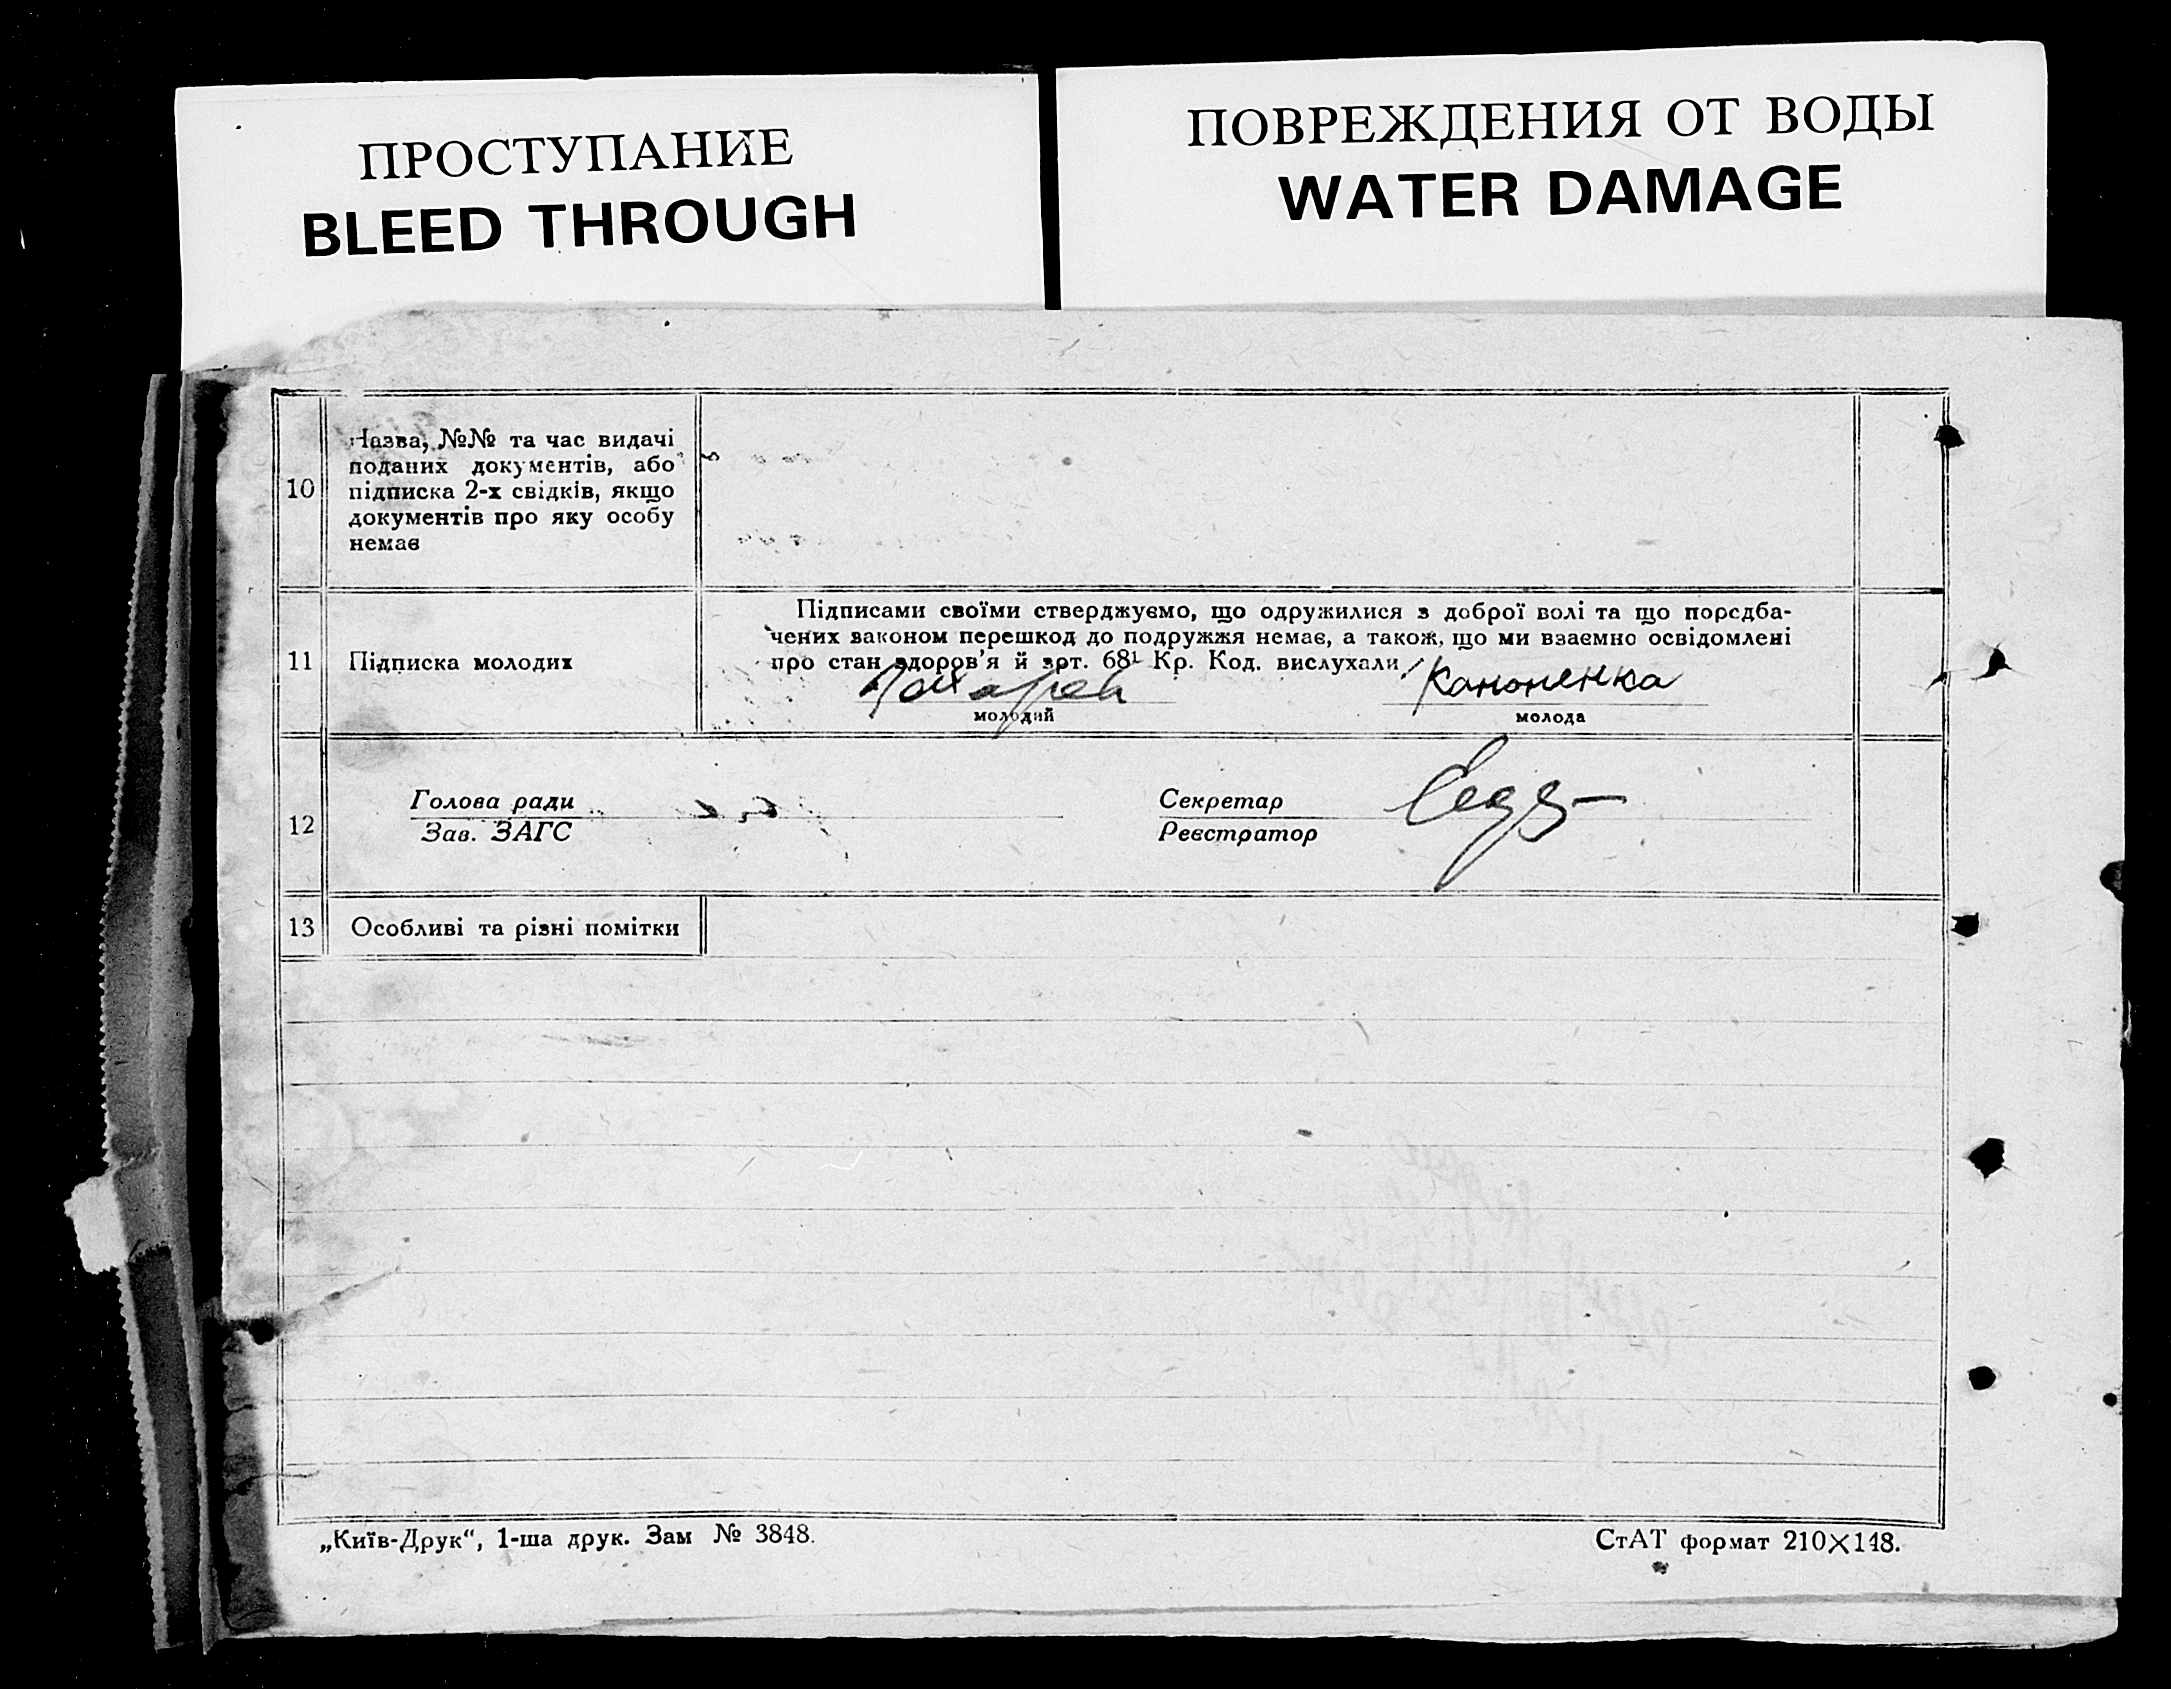 ПРОСТУПАНИЕ
BLEED THROUGH
ПОВРЕЖДЕНИЯ ОТ ВОДЫ
WATER DAMAGE
10
Назва, №№ та час видачі
поданих документів, або
підписка 2-х свідків, якщо
документів про яку особу
немає
11
Підписка молодих
Підписами своїми стверджуємо, що одружилися з доброї волі та що передба-
чених законом перешкод до подружжя немає, а також, що ми взаємно освідомлені
про стан здоров'я й арт. 68¹ Кр. Код. вислухали
Кононенка
молодий
молода
12
Голова ради
Зав. ЗАГС
Секретар
Реєстратор
13
Особливі та різні помітки
„Київ-Друк“, 1-ша друк. Зам № 3848.
СтАТ формат 210×148.